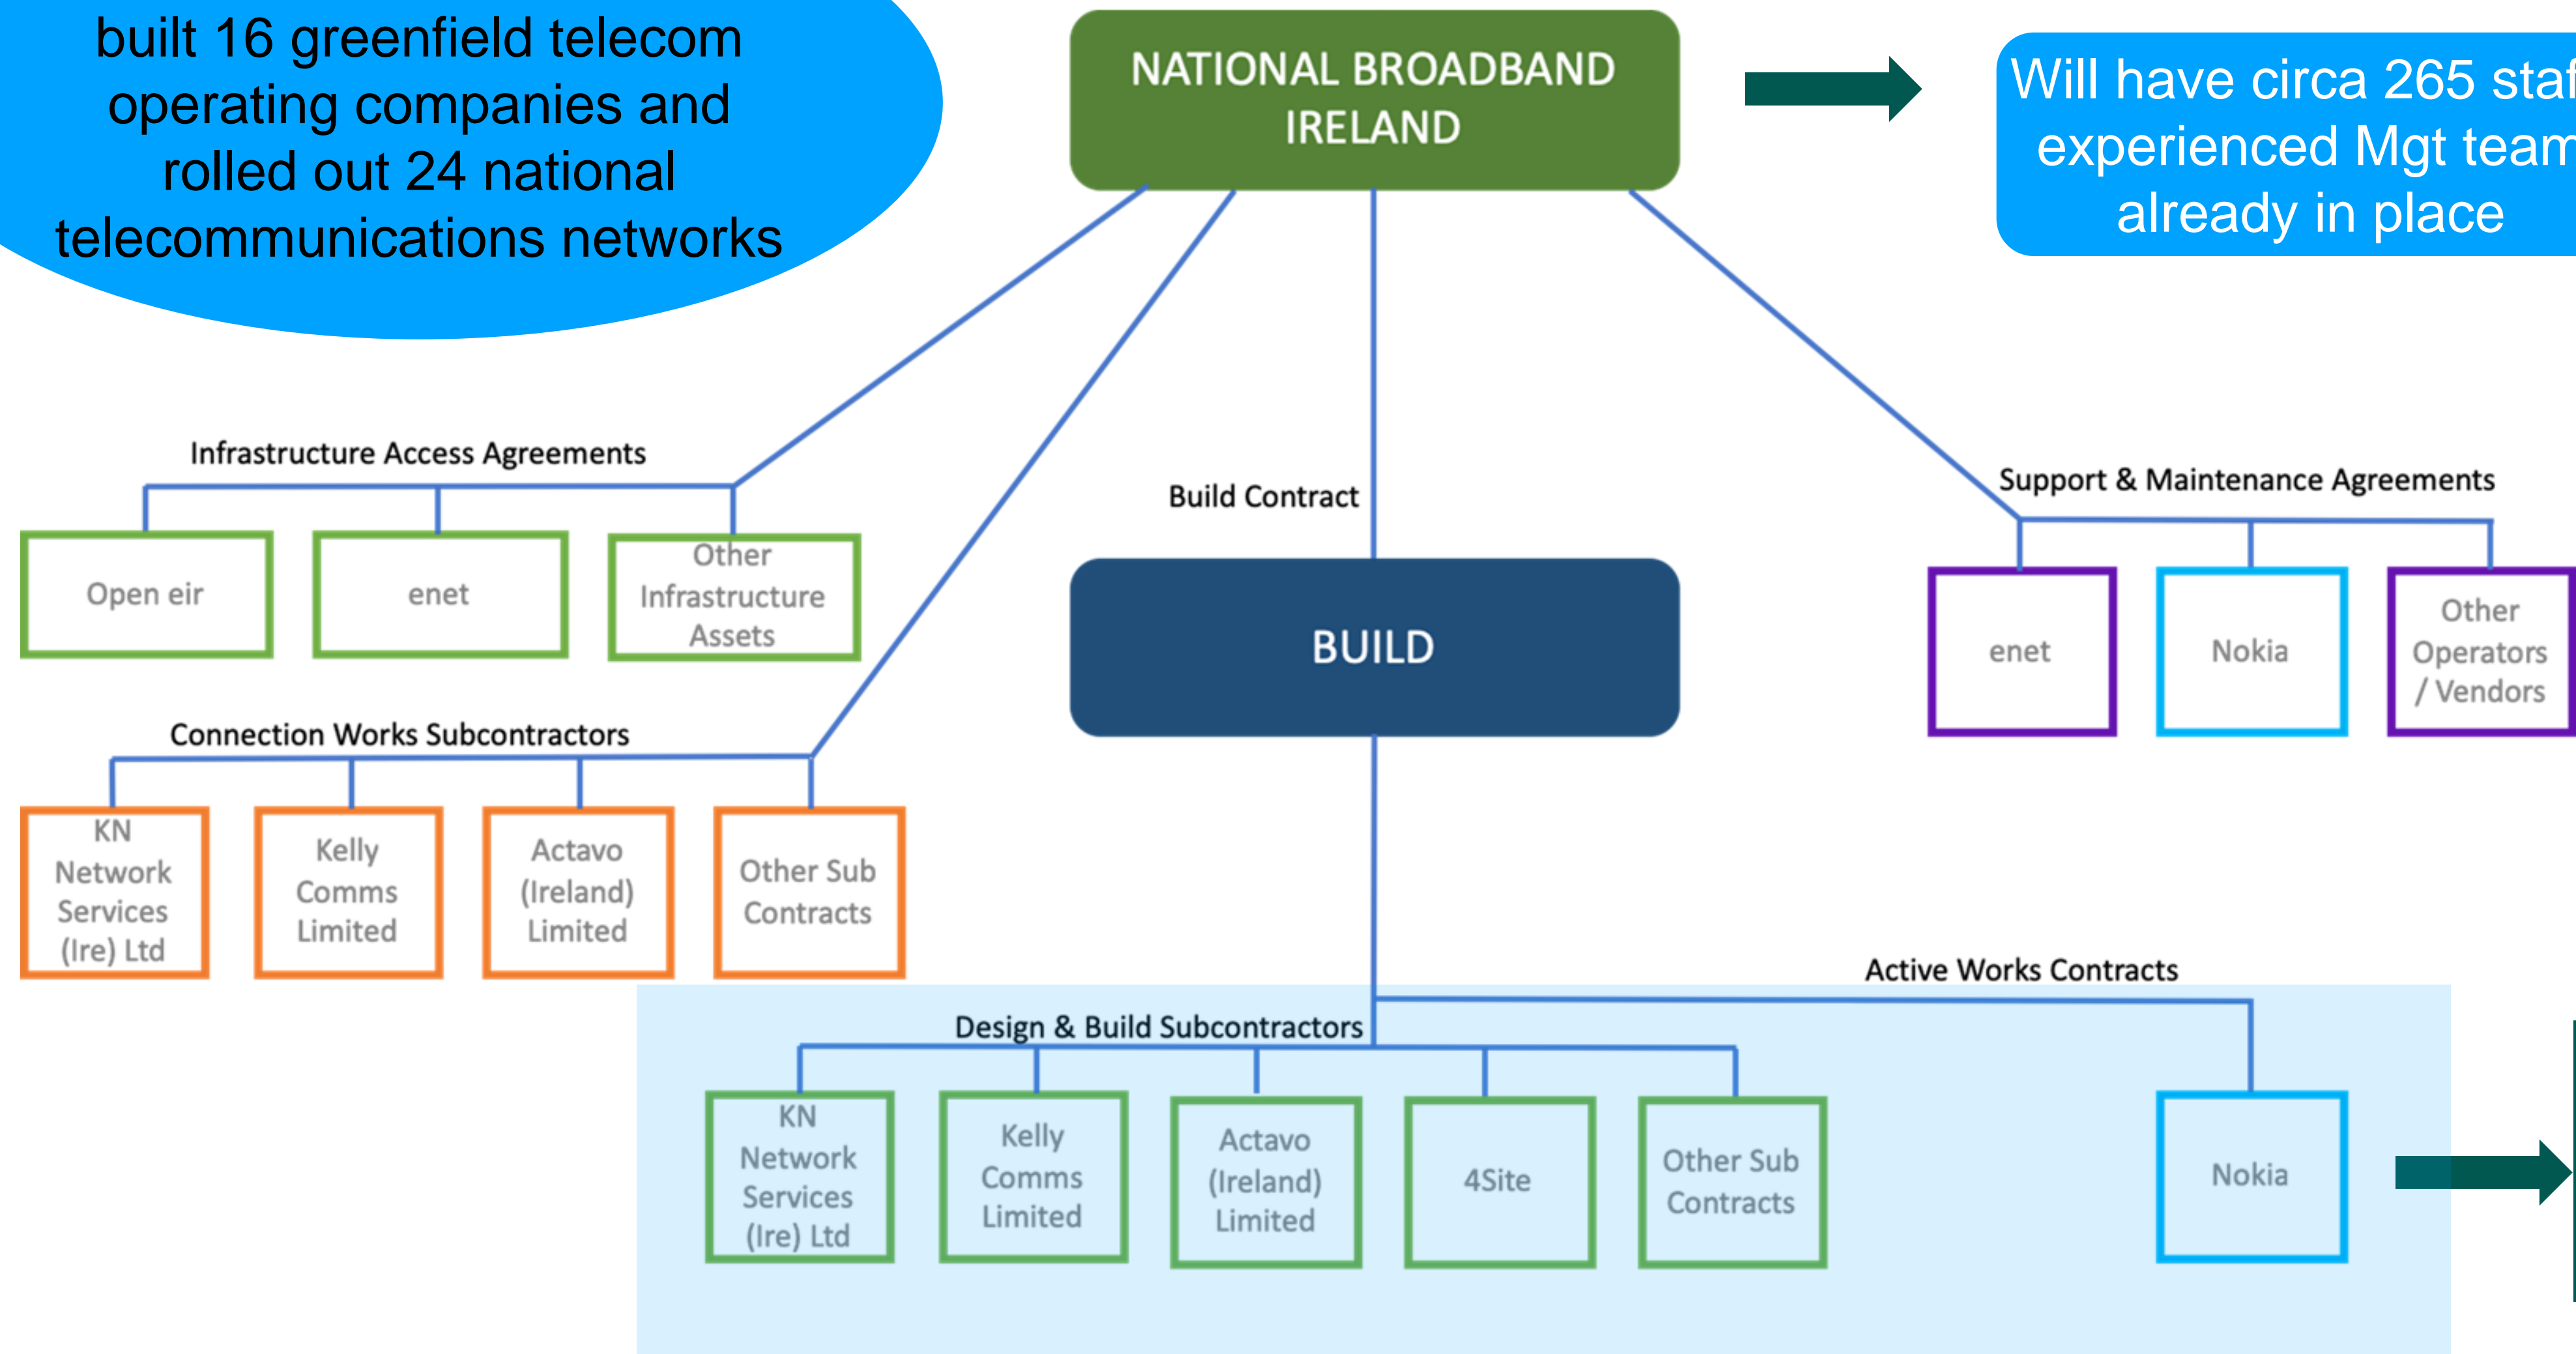 built 16 greenfield telecom
operating companies and
rolled out 24 national
telecommunications networks
NATIONAL BROADBAND
IRELAND
Will have circa 265
experienced Mgt team
already in place
Infrastructure Access Agreements
Open eir
enet
Other
Infrastructure
Assets
Build Contract
BUILD
Support & Maintenance Agreements
enet
Nokia
Other
Operators
/ Vendors
Connection Works Subcontractors
KN
Network
Services
(Ire) Ltd
Kelly
Comms
Limited
Actavo
(Ireland)
Limited
Other Sub
Contracts
Active Works Contracts
Design & Build Subcontractors
KN
Network
Services
(Ire) Ltd
Kelly
Comms
Limited
Actavo
(Ireland)
Limited
4Site
Other Sub
Contracts
Nokia